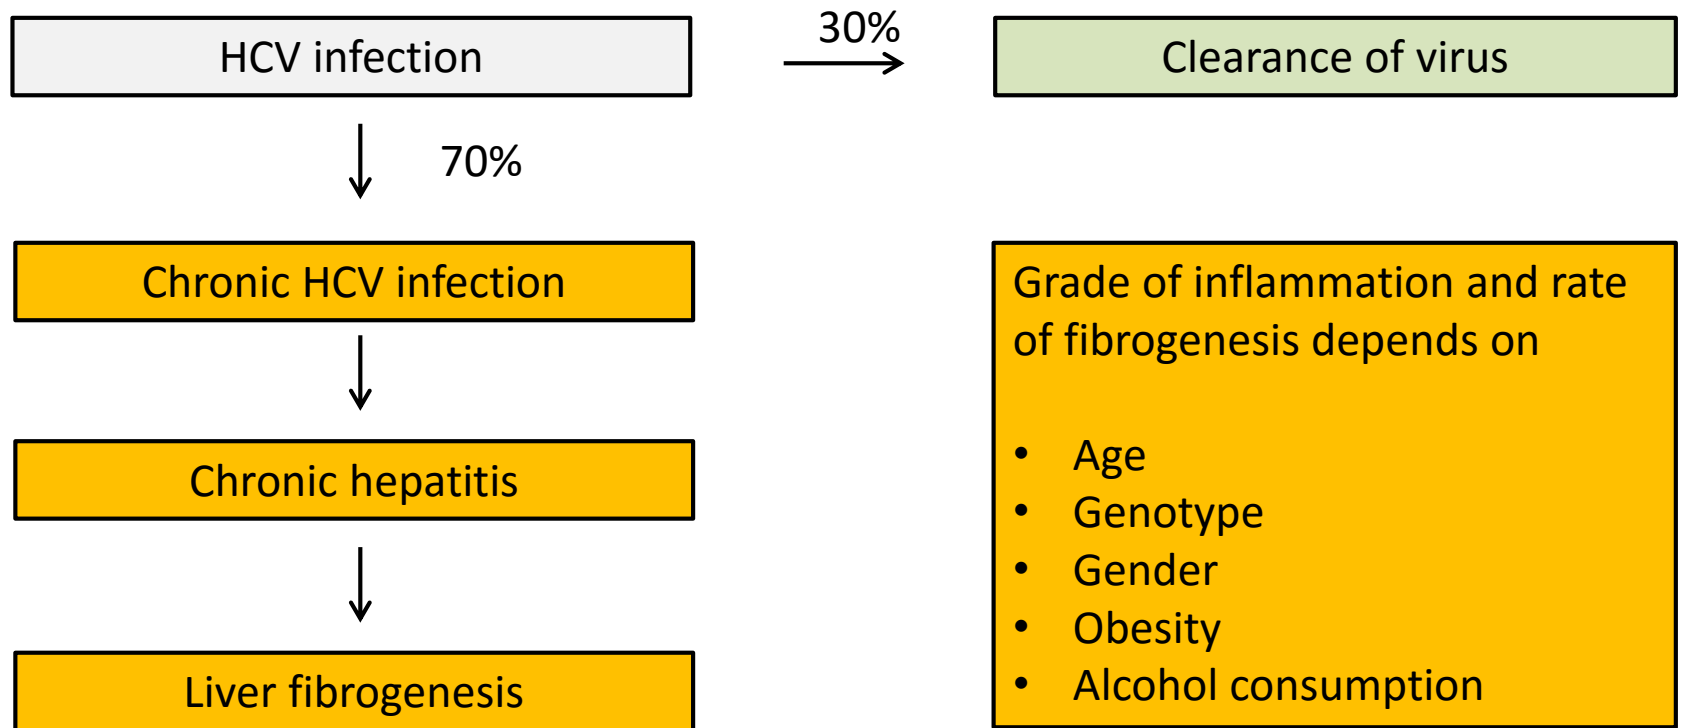 HCV infection
30%
Clearance of virus
70%
Chronic HCV infection
Chronic hepatitis
Liver fibrogenesis
Grade of inflammation and rate
of fibrogenesis depends on
• Age
• Genotype
• Gender
• Obesity
• Alcohol consumption